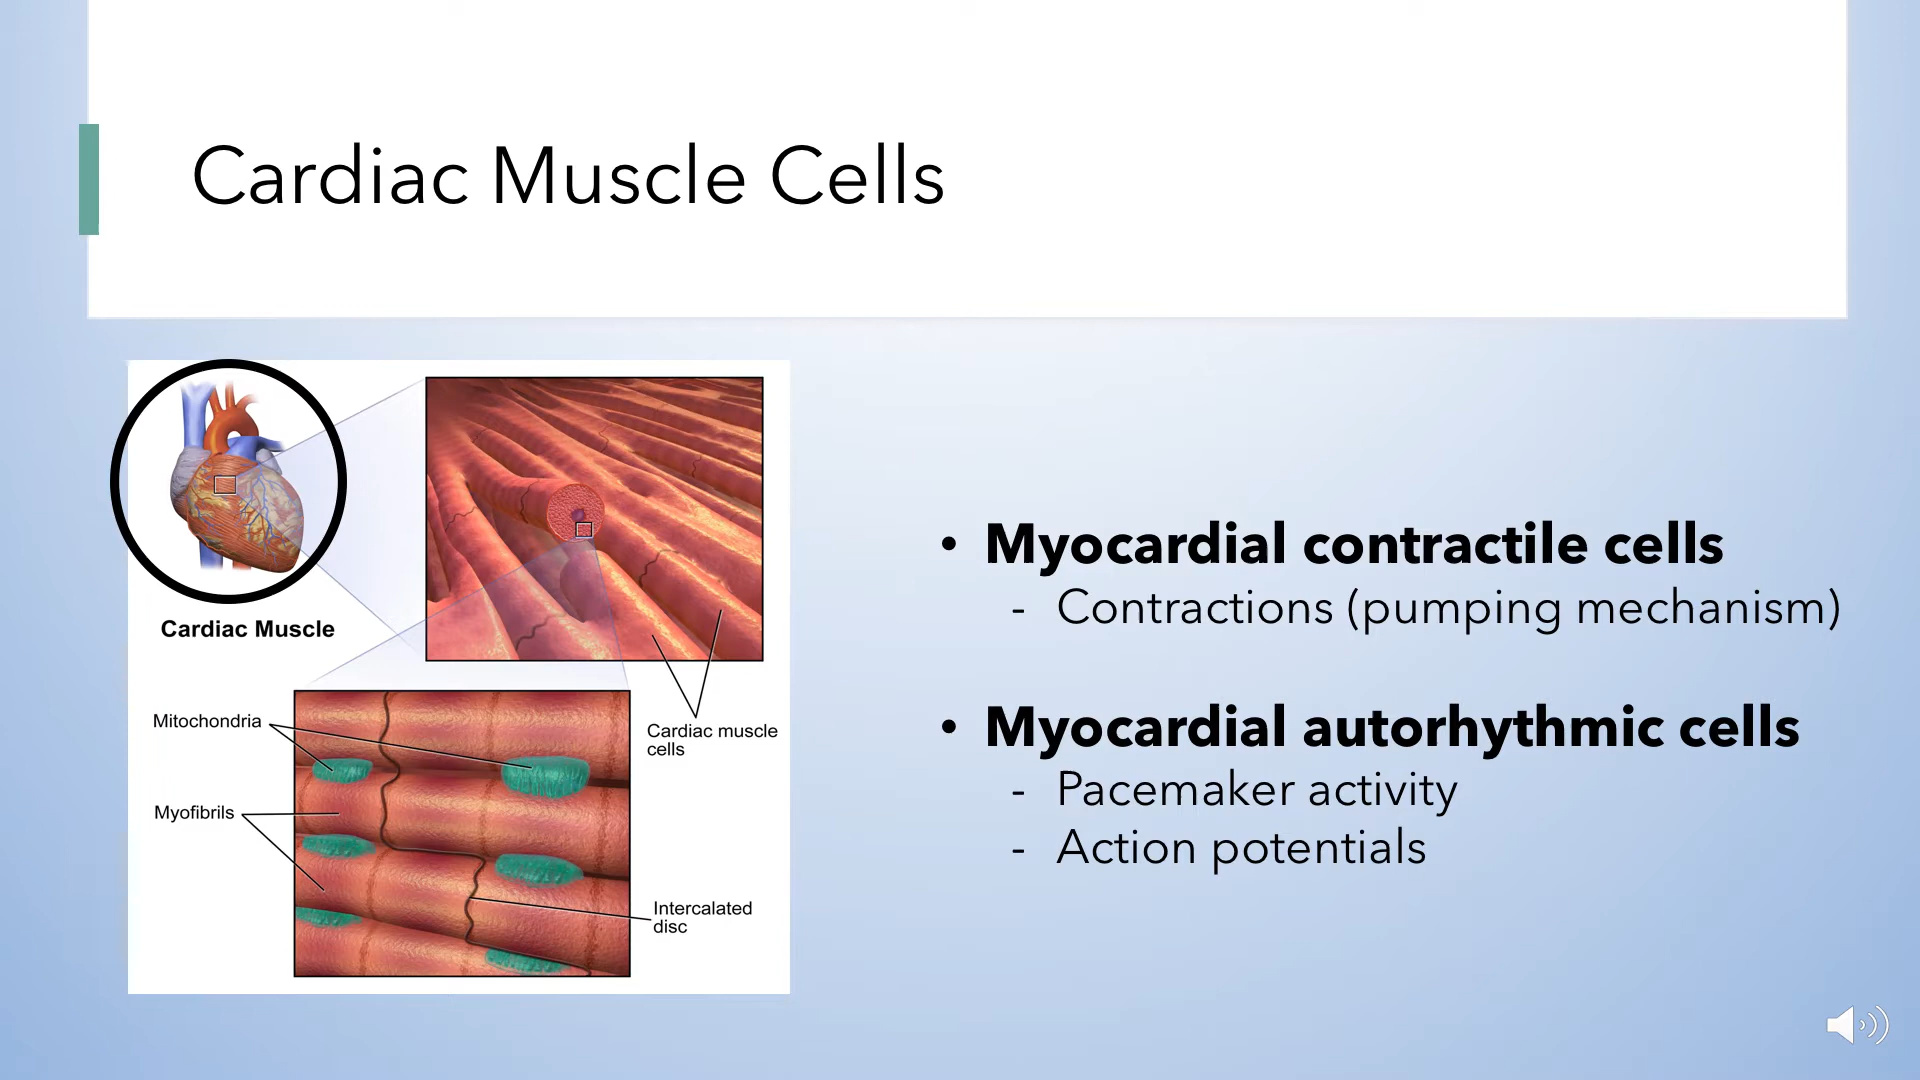 Cardiac Muscle Cells
Cardiac Muscle
Mitochondria
Myofibrils
Cardiac muscle
cells
Intercalated
disc
• Myocardial contractile cells
- Contractions (pumping mechanism)
• Myocardial autorhythmic cells
- Pacemaker activity
- Action potentials